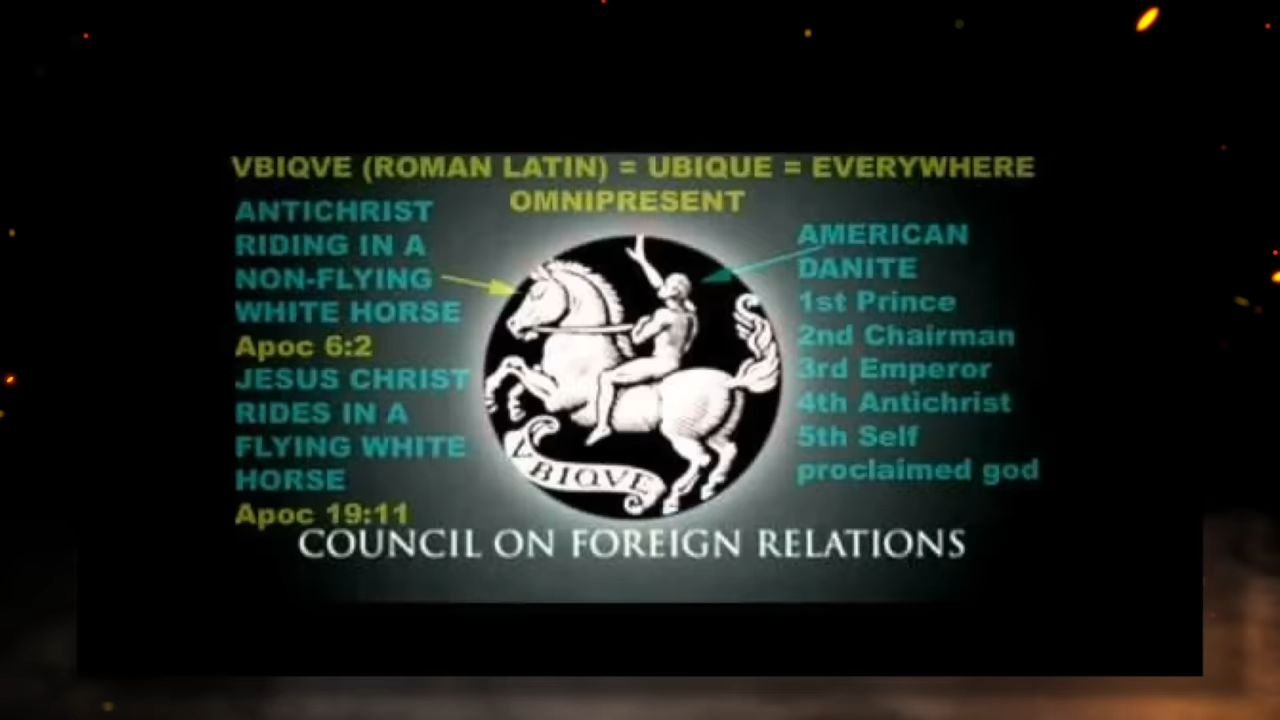 VBIQVE (ROMAN LATIN) = UBIQUE = EVERYWHERE
OMNIPRESENT
ANTICHRIST
RIDING IN A
NON-FLYING
WHITE HORSE
Apoc 6:2
JESUS CHRIST
RIDES IN A
FLYING WHITE
HORSE
Apoc 19:11
AMERICAN
DANITE
1st Prince
2nd Chairman
3rd Emperor
4th Antichrist
5th Self
proclaimed god
VBIQVE
COUNCIL ON FOREIGN RELATIONS